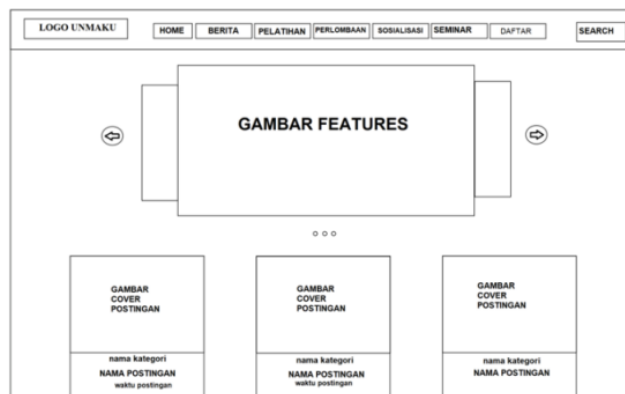 LOGO UNMAKU
HOME
BERITA
PELATIHAN
PERLOMBAAN
SOSIALISASI
SEMINAR
DAFTAR
SEARCH
GAMBAR FEATURES
GAMBAR
COVER
POSTINGAN
nama kategori
NAMA POSTINGAN
waktu postingan
GAMBAR
COVER
POSTINGAN
nama kategori
NAMA POSTINGAN
waktu postingan
GAMBAR
COVER
POSTINGAN
nama kategori
NAMA POSTINGAN